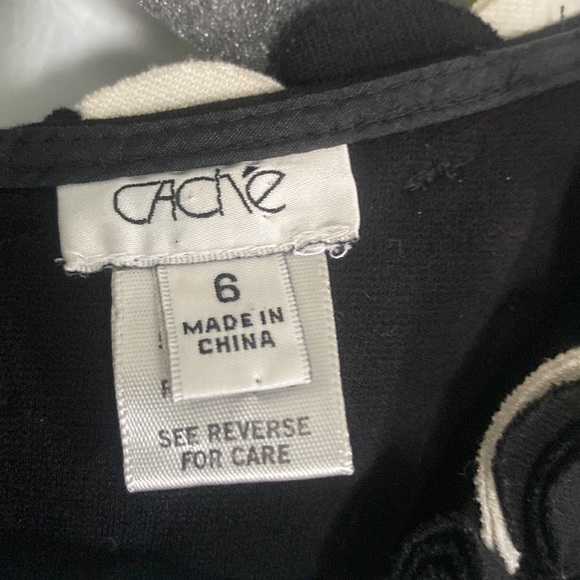 CACHÉ
6
MADE IN
CHINA
SEE REVERSE
FOR CARE